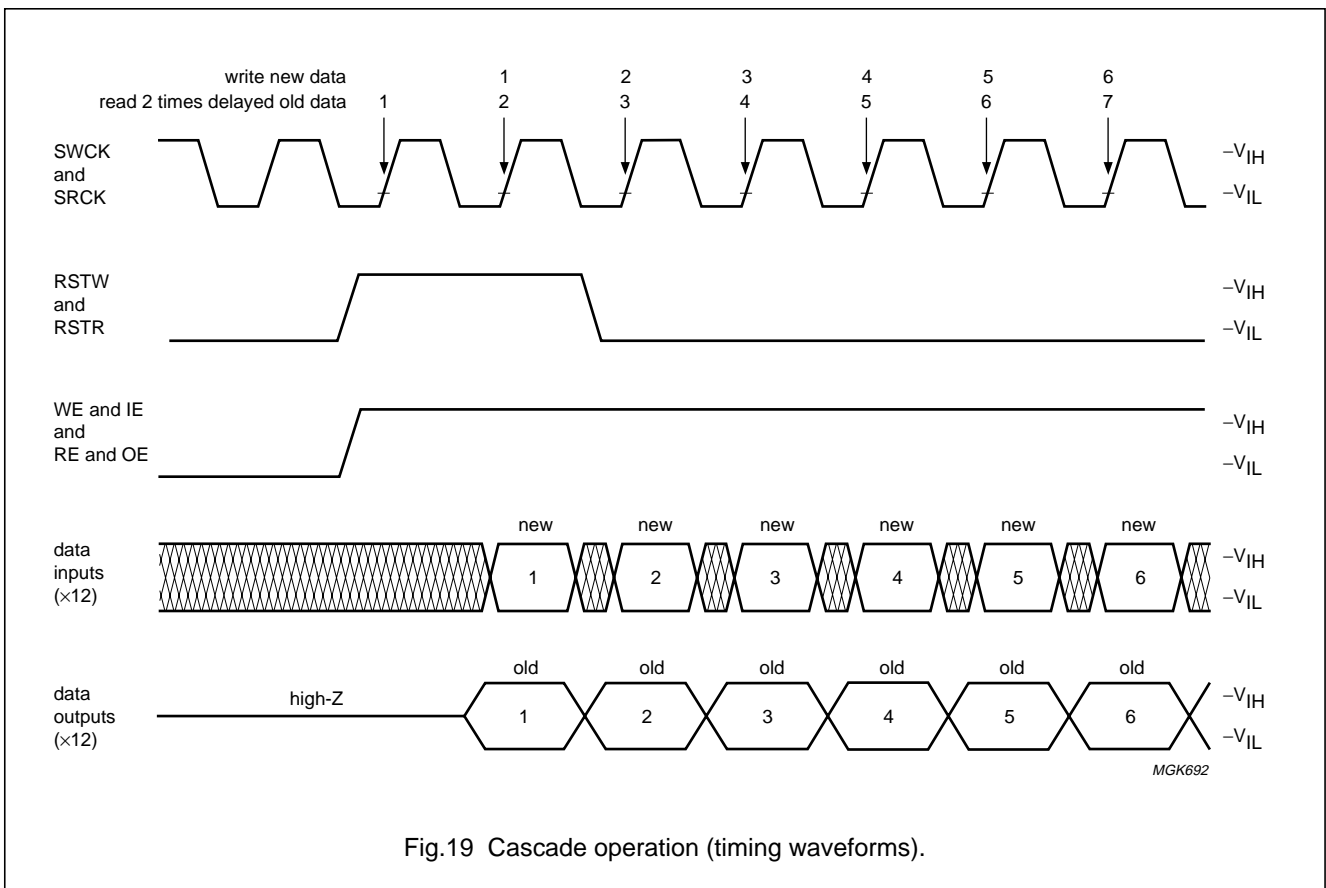 write new data 1 2 3 4 5 6
read 2 times delayed old data 1 2 3 4 5 6 7
SWCK
and
SRCK
−VIH
−VIL
RSTW
and
RSTR
−VIH
−VIL
WE and IE
and
RE and OE
−VIH
−VIL
new new new new new new
data
inputs
(×12)
1 2 3 4 5 6
−VIH
−VIL
old old old old old old
data
outputs
(×12)
high-Z
1 2 3 4 5 6
−VIH
−VIL
MGK692
Fig.19 Cascade operation (timing waveforms).